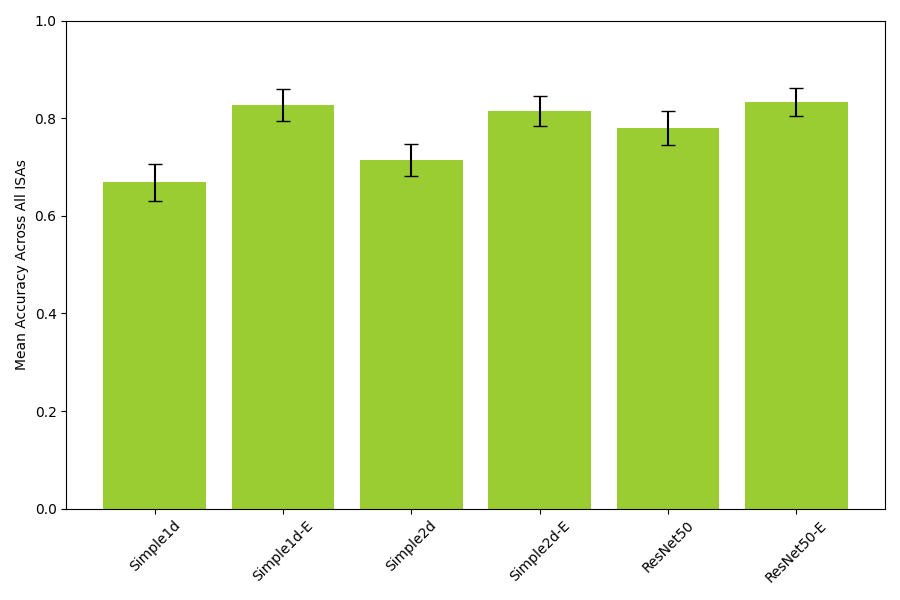 Mean Accuracy Across All ISAs
1.0
0.8
0.6
0.4
0.2
0.0
Simple1d
Simple1d-E
Simple2d
Simple2d-E
ResNet50
ResNet50-E